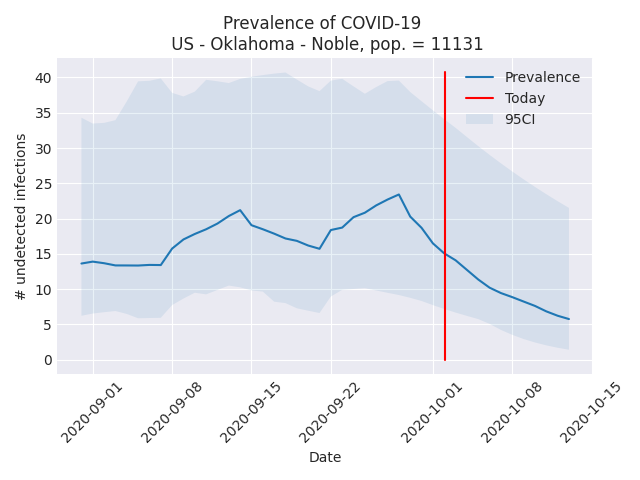 Prevalence of COVID-19
US - Oklahoma - Noble, pop. = 11131
Prevalence
Today
95CI
# undetected infections
40
35
30
25
20
15
10
5
0
2020-09-01
2020-09-08
2020-09-15
2020-09-22
2020-10-01
2020-10-08
2020-10-15
Date